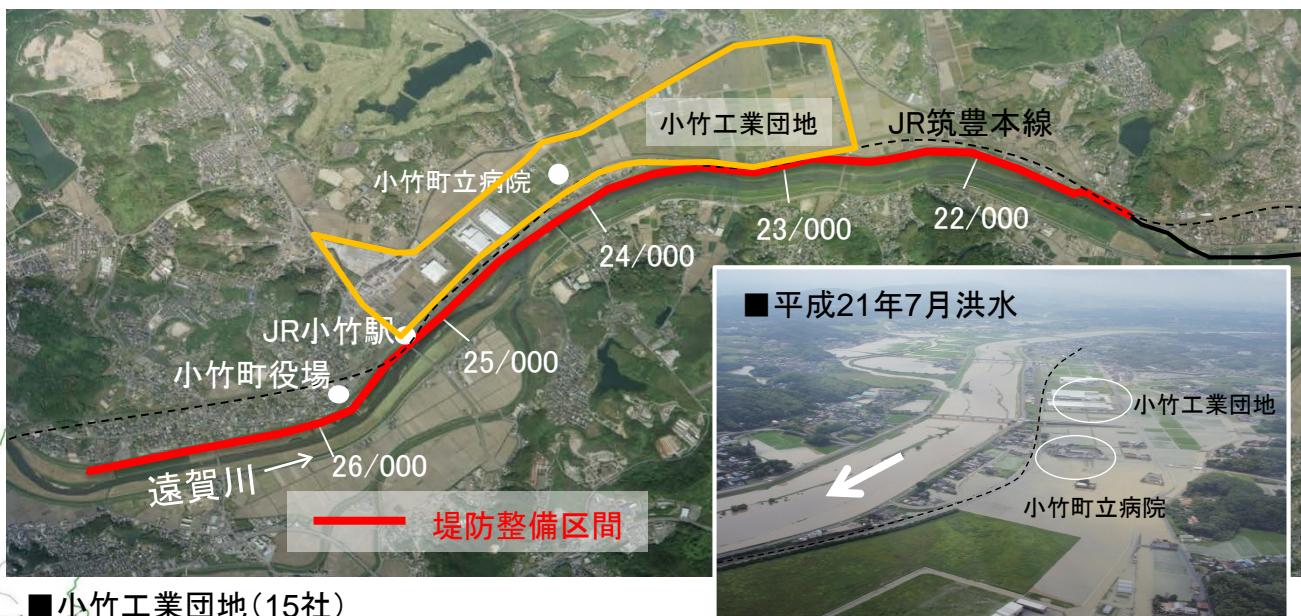 小竹工業団地
JR筑豊本線
小竹町立病院
22/000
23/000
24/000
JR小竹駅
25/000
小竹町役場
26/000
遠賀川
堤防整備区間
■平成21年7月洪水
小竹工業団地
小竹町立病院
■小竹工業団地(15社)